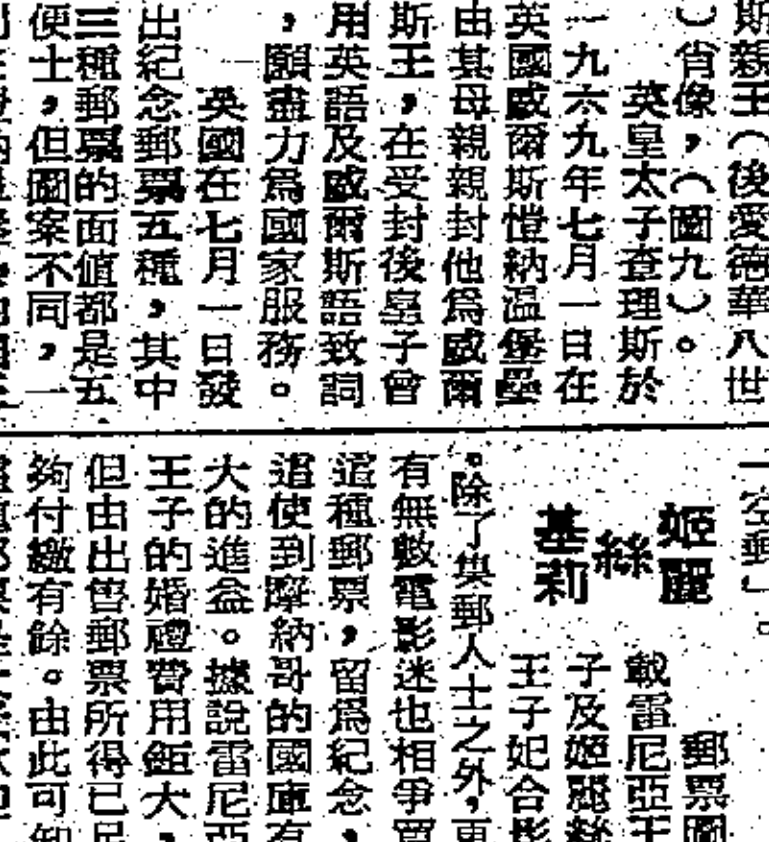 斯親王（後愛德華八世
）肖像，（圖九）。
英皇太子查理斯於
一九六九年七月一日在
英國威爾斯愷納温堡壘
由其母親親封他爲威爾
斯王，在受封後皇子曾
用英語及威爾斯語致詞
，願盡力爲國家服務。
英國在七月一日發
出紀念郵票五種，其中
三種郵票的面值都是五
便士，但圖案不同，一
空郵」。
姬麗
絲
基莉
郵票圖
載雷尼亞王
子及姬麗絲
王子妃合影
。除了集郵人士之外，更
有無數電影迷也相爭買
這種郵票，留爲紀念，
這使到摩納哥的國庫有
大的進益。據說雷尼亞
王子的婚禮費用鉅大，
但由出售郵票所得已足
夠付繳有餘。由此可知